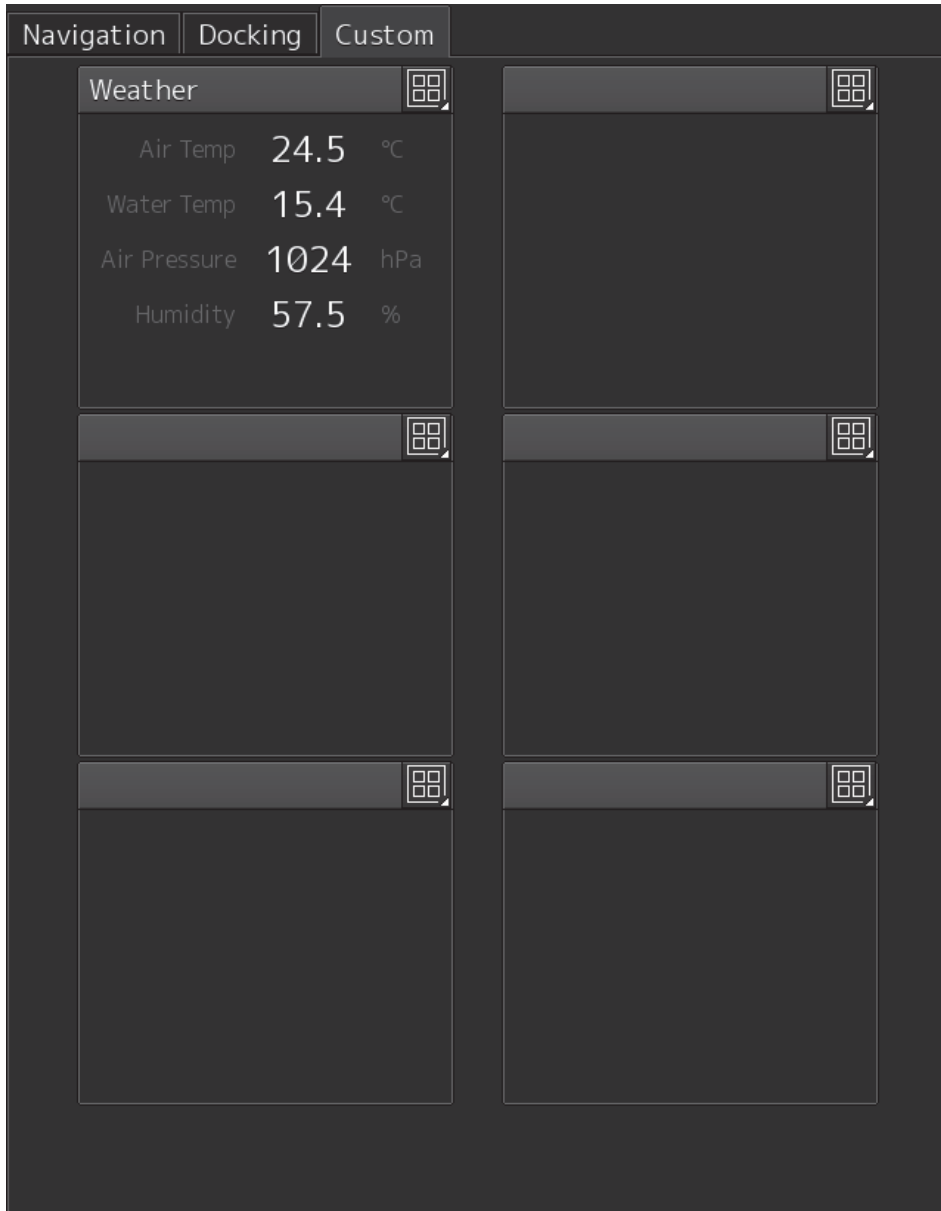 Navigation Docking Custom
Weather
Air Temp 24.5 °C
Water Temp 15.4 °C
Air Pressure 1024 hPa
Humidity 57.5 %